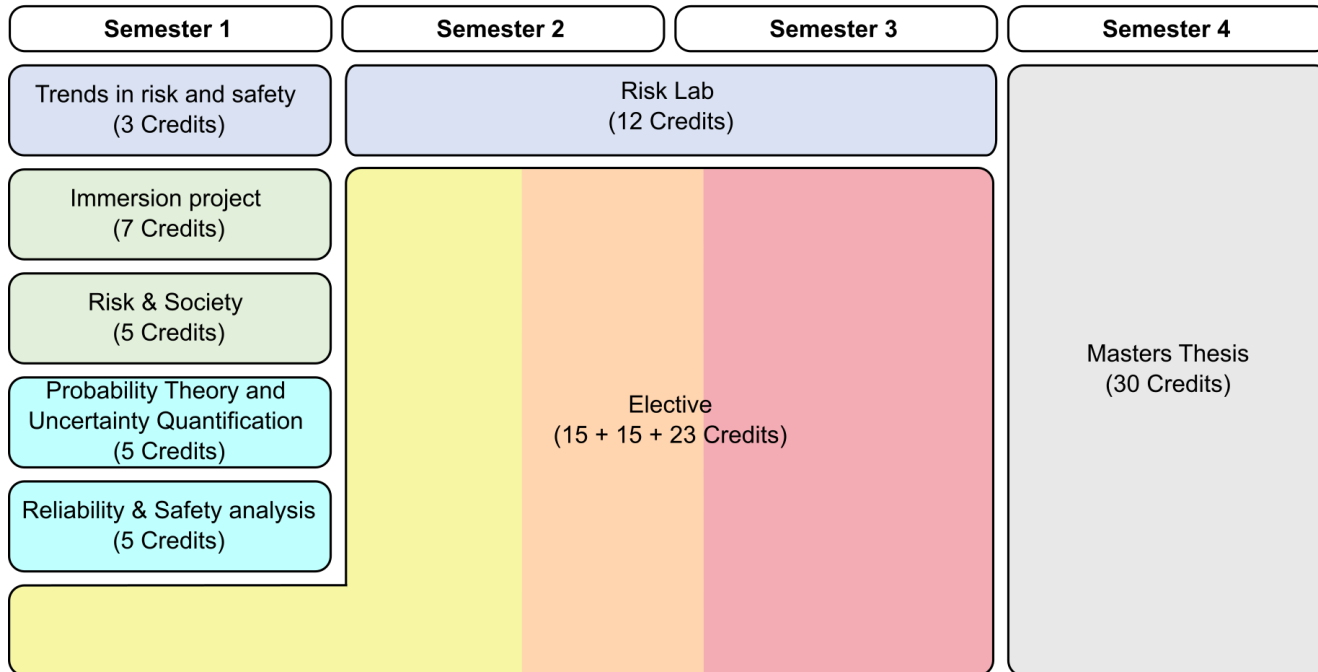 Semester 1
Semester 2
Semester 3
Semester 4
Trends in risk and safety
(3 Credits)
Risk Lab
(12 Credits)
Immersion project
(7 Credits)
Risk & Society
(5 Credits)
Probability Theory and
Uncertainty Quantification
(5 Credits)
Reliability & Safety analysis
(5 Credits)
Elective
(15 + 15 + 23 Credits)
Masters Thesis
(30 Credits)